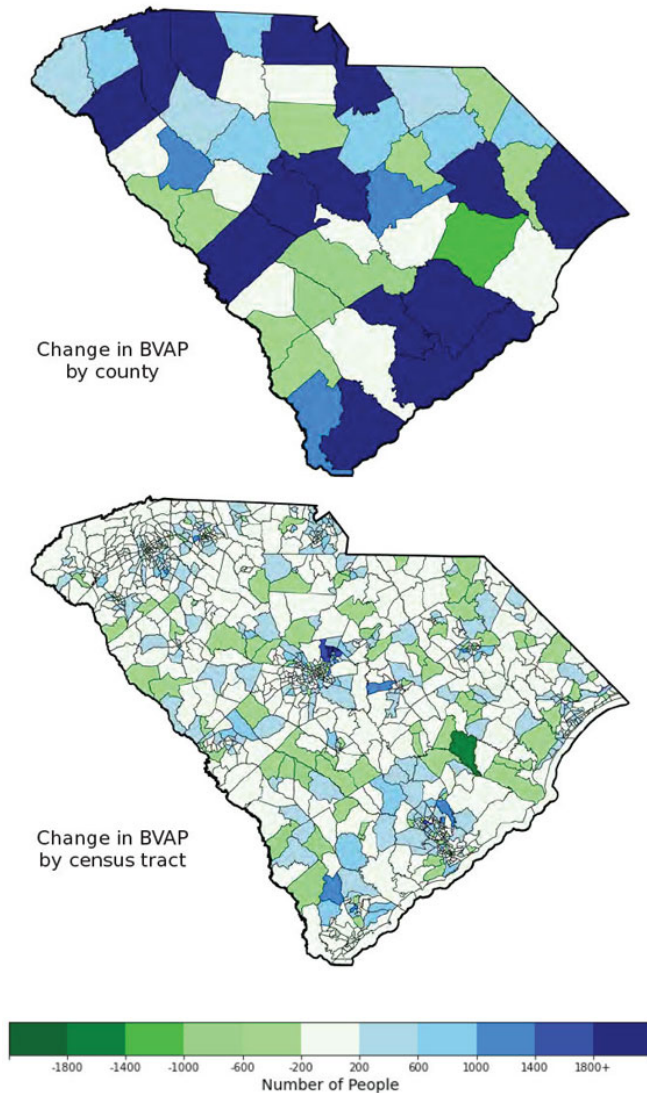 Change in BVAP
by county
Change in BVAP
by census tract
-1800 -1400 -1000 -600 -200 200 600 1000 1400 1800+
Number of People